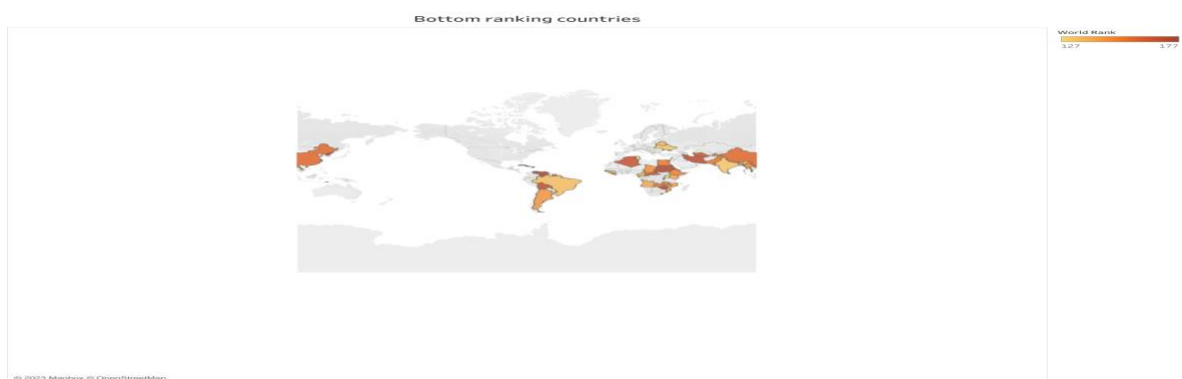 Bottom ranking countries
World Rank
127
177
© 2023 Mapbox © OpenStreetMap